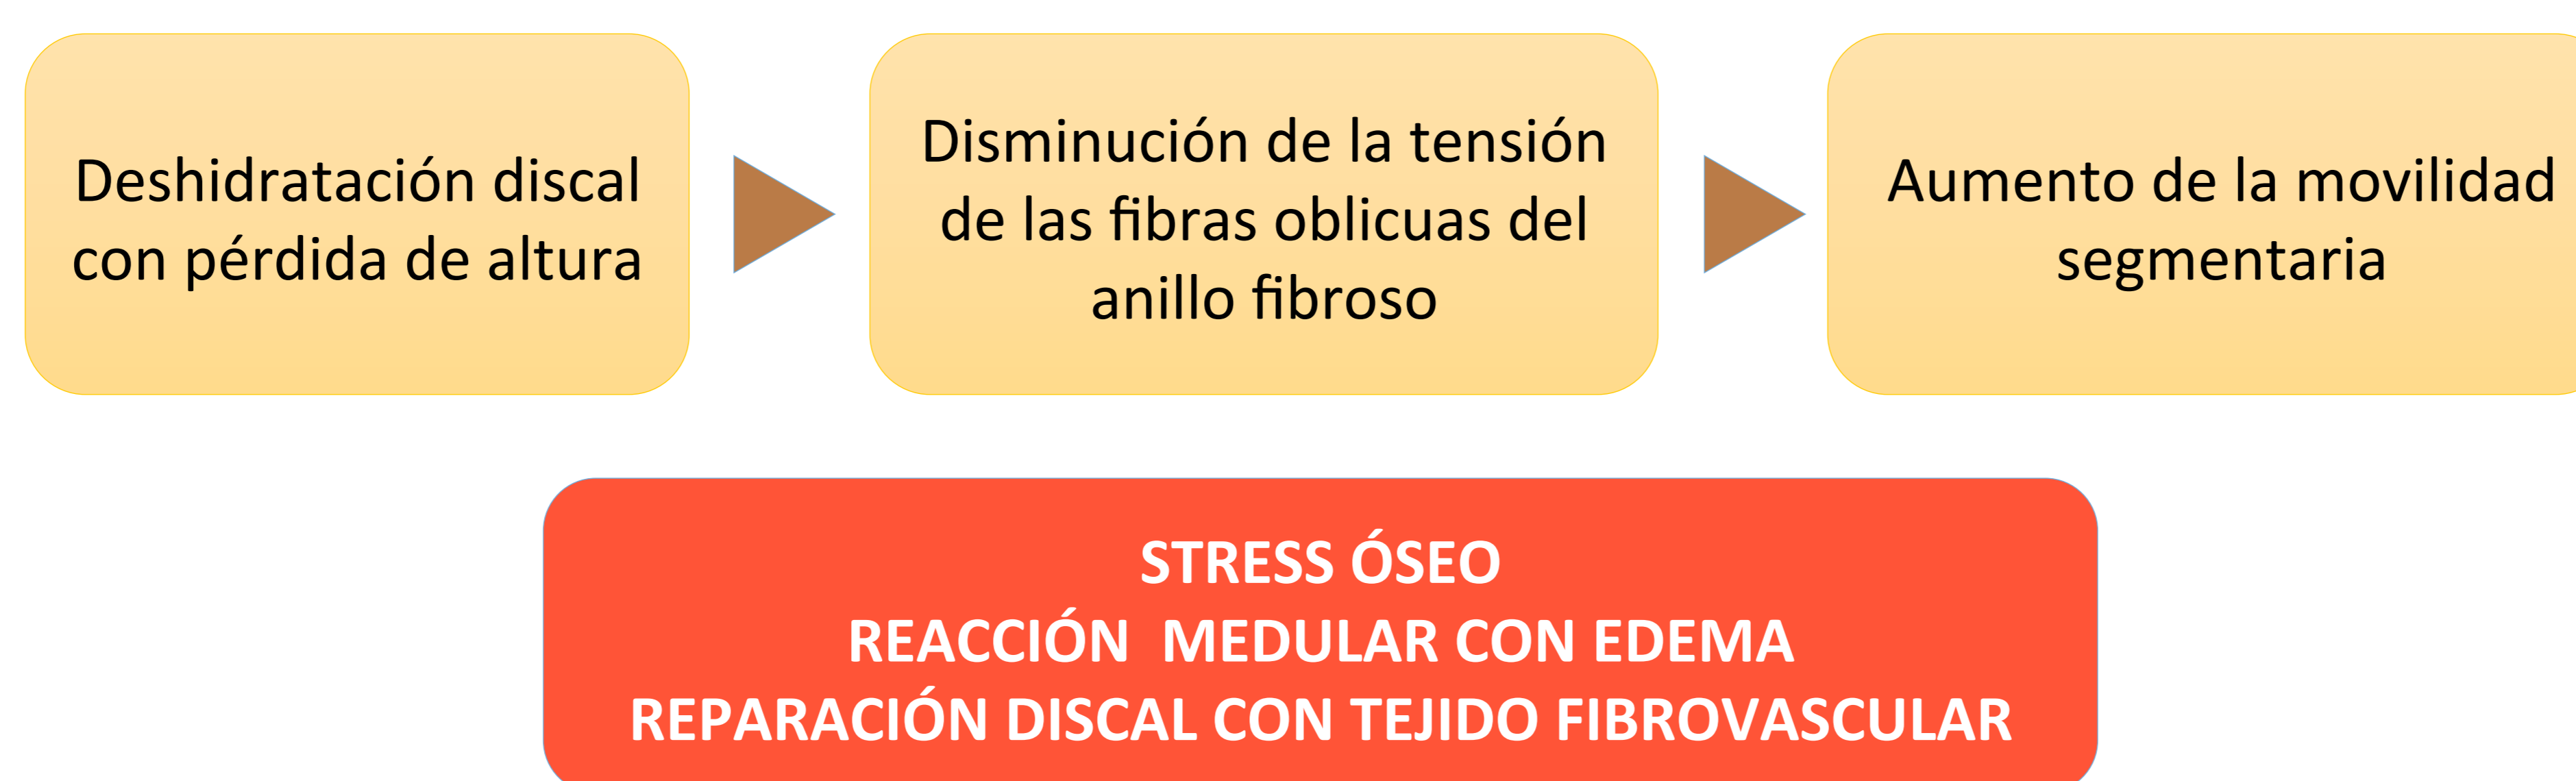 Deshidratación discal
con pérdida de altura
Disminución de la tensión
de las fibras oblicuas del
anillo fibroso
Aumento de la movilidad
segmentaria
STRESS ÓSEO
REACCIÓN MEDULAR CON EDEMA
REPARACIÓN DISCAL CON TEJIDO FIBROVASCULAR